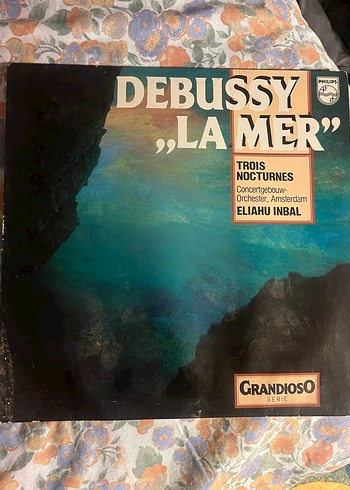 PHILIPS
DEBUSSY
„LA MER”
TROIS
NOCTURNES
Concertgebouw-
Orchester, Amsterdam
ELIAHU INBAL
GRANDIOSO
SERIE